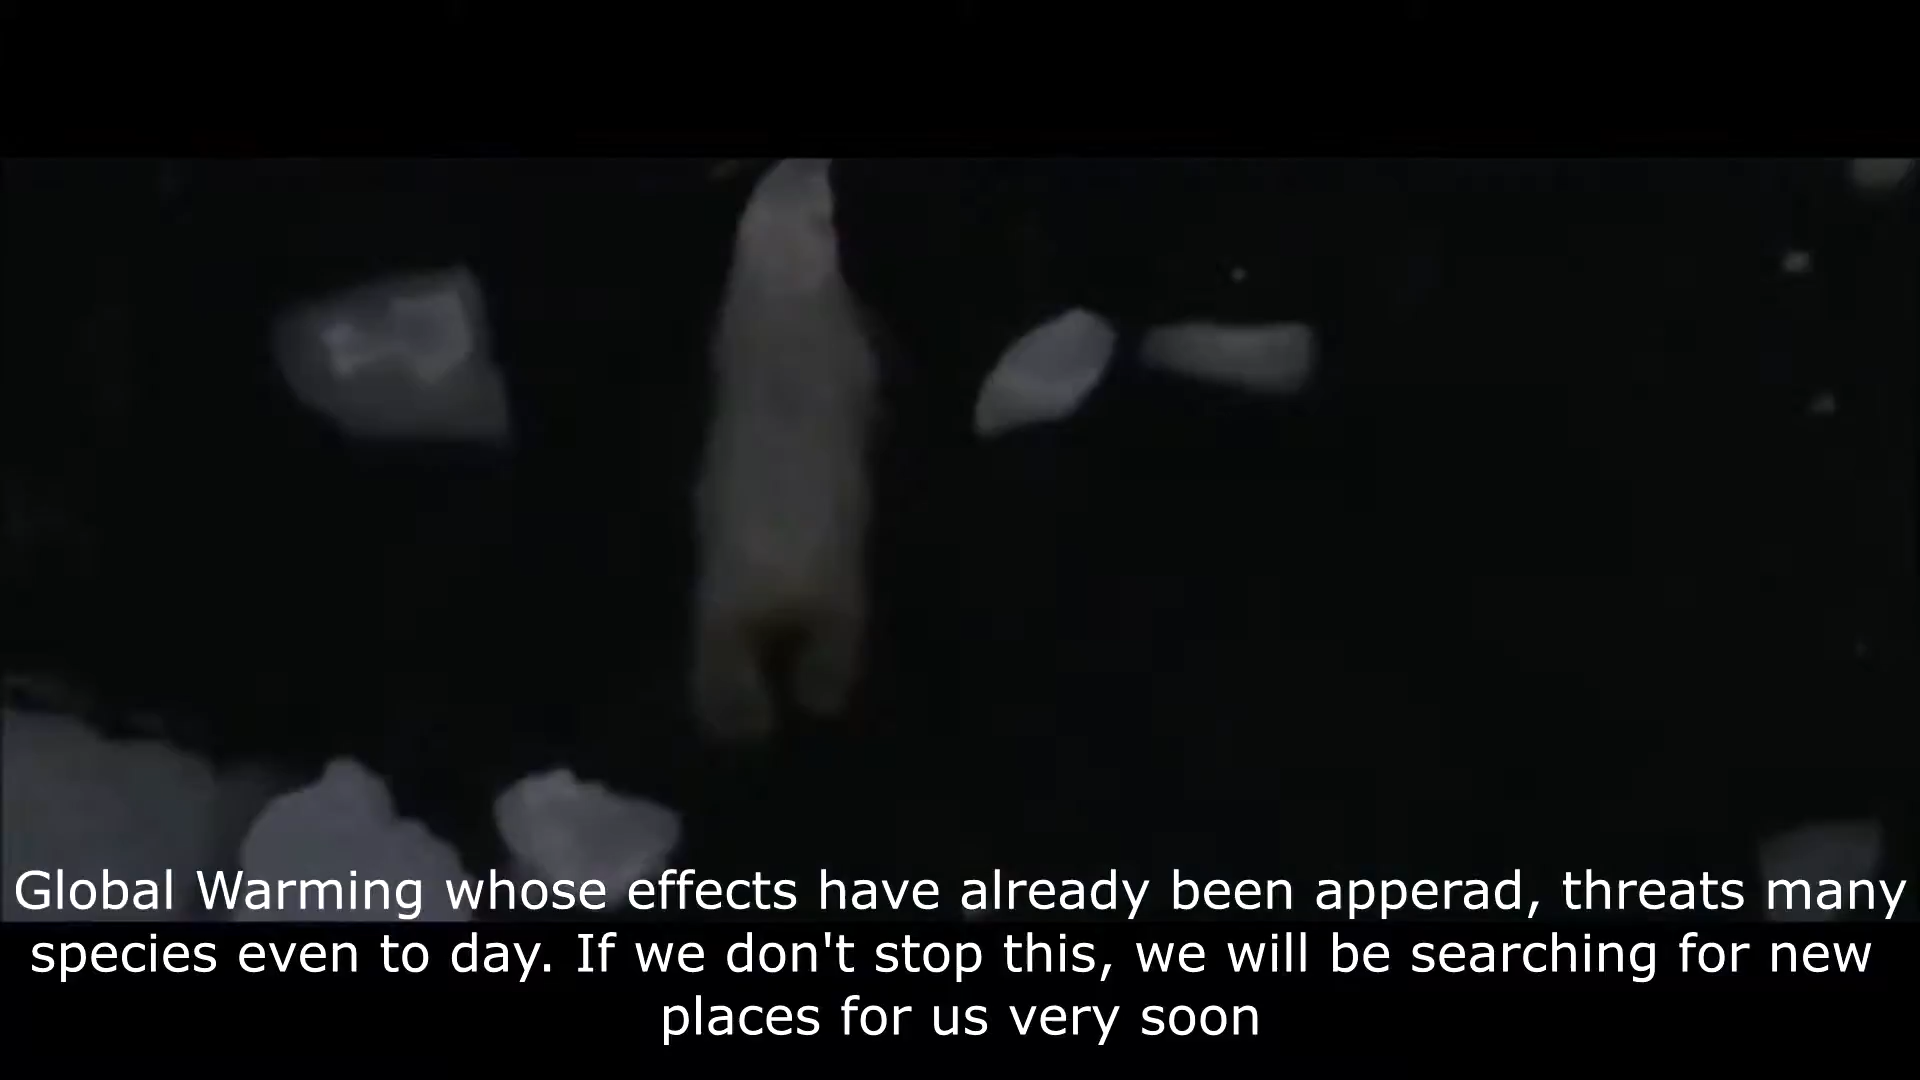 Global Warming whose effects have already been apperad, threats many
species even to day. If we don't stop this, we will be searching for new
places for us very soon